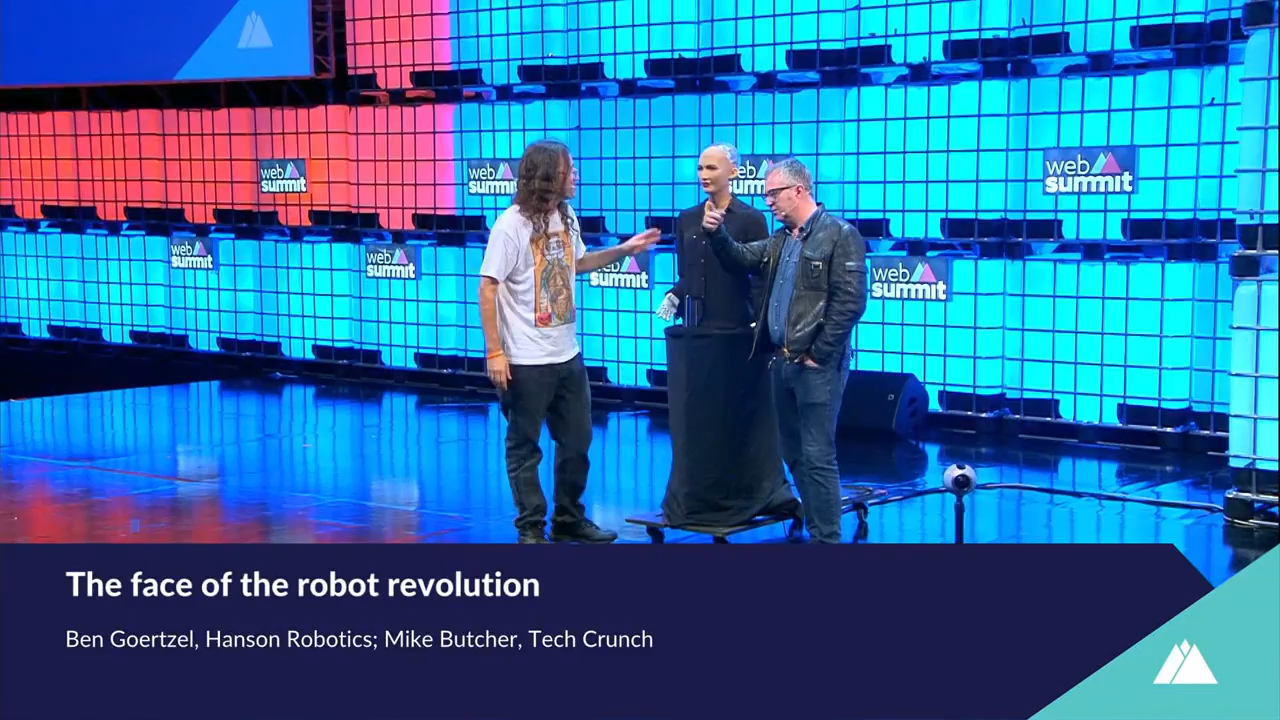 web
summit
web
summit
web
summit
web
summit
web
summit
web
summit
web
summit
web
summit
The face of the robot revolution
Ben Goertzel, Hanson Robotics; Mike Butcher, Tech Crunch